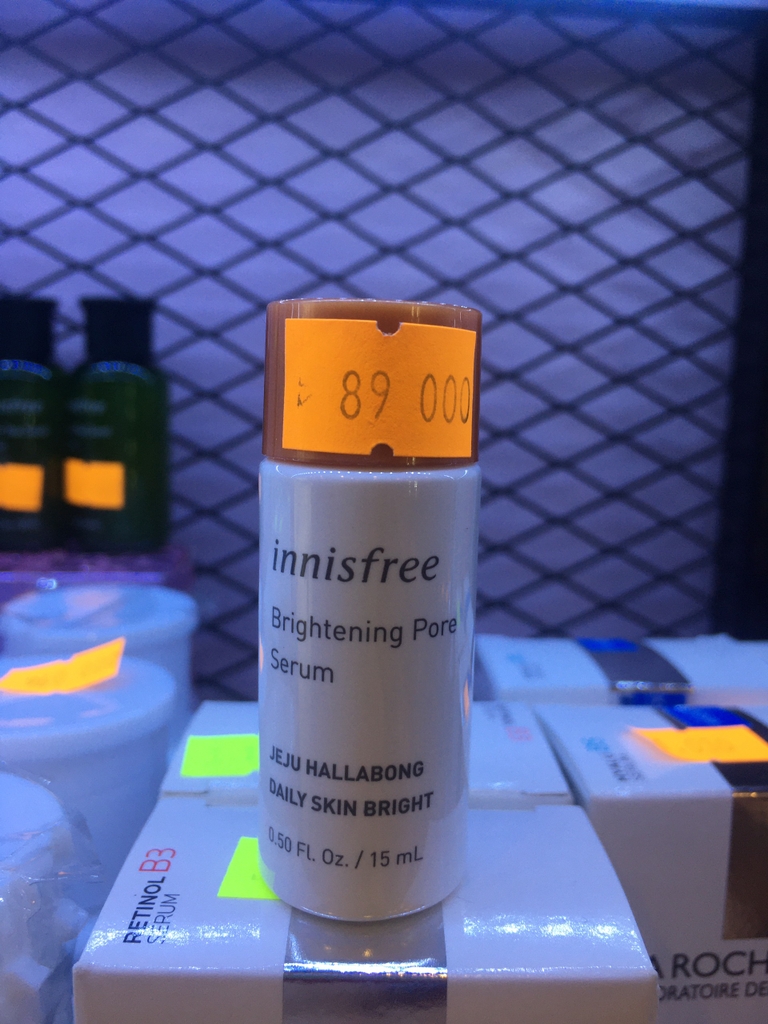 89 000
innisfree
Brightening Pore
Serum
JEJU HALLABONG
DAILY SKIN BRIGHT
0.50 Fl. Oz. / 15 mL
RETINOL B3
SERUM
A ROCH
ORATOIRE DE